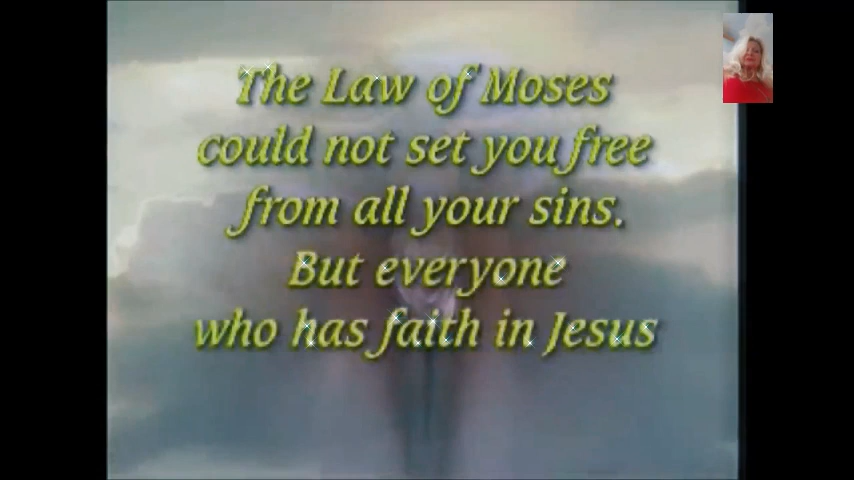 The Law of Moses
could not set you free
from all your sins.
But everyone
who has faith in Jesus